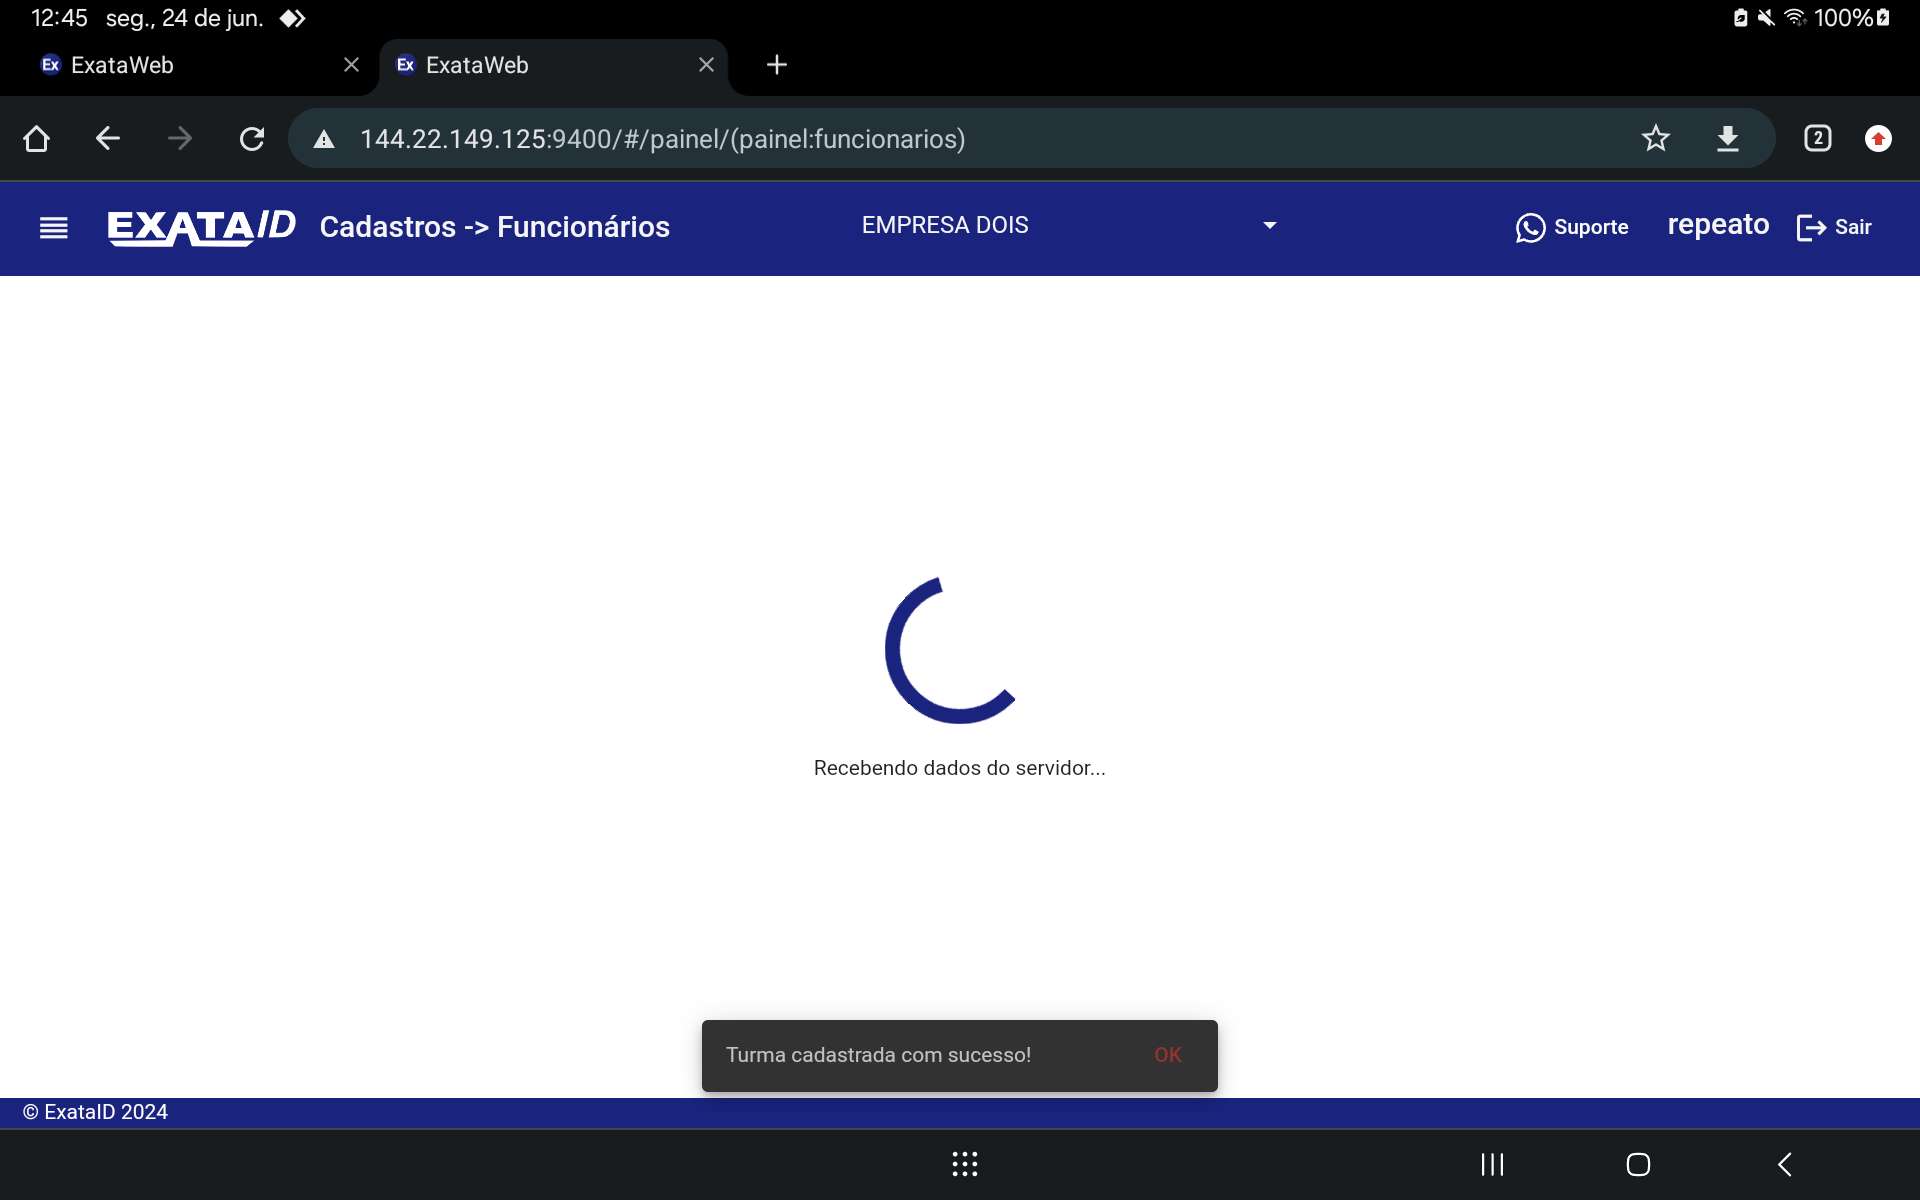 12:45 seg., 24 de jun. 100%
Ex ExataWeb
Ex ExataWeb
144.22.149.125:9400/#/painel/(painel:funcionarios)
2
EXATAID Cadastros -> Funcionários EMPRESA DOIS Suporte repeato Sair
Recebendo dados do servidor...
Turma cadastrada com sucesso! OK
© ExataID 2024